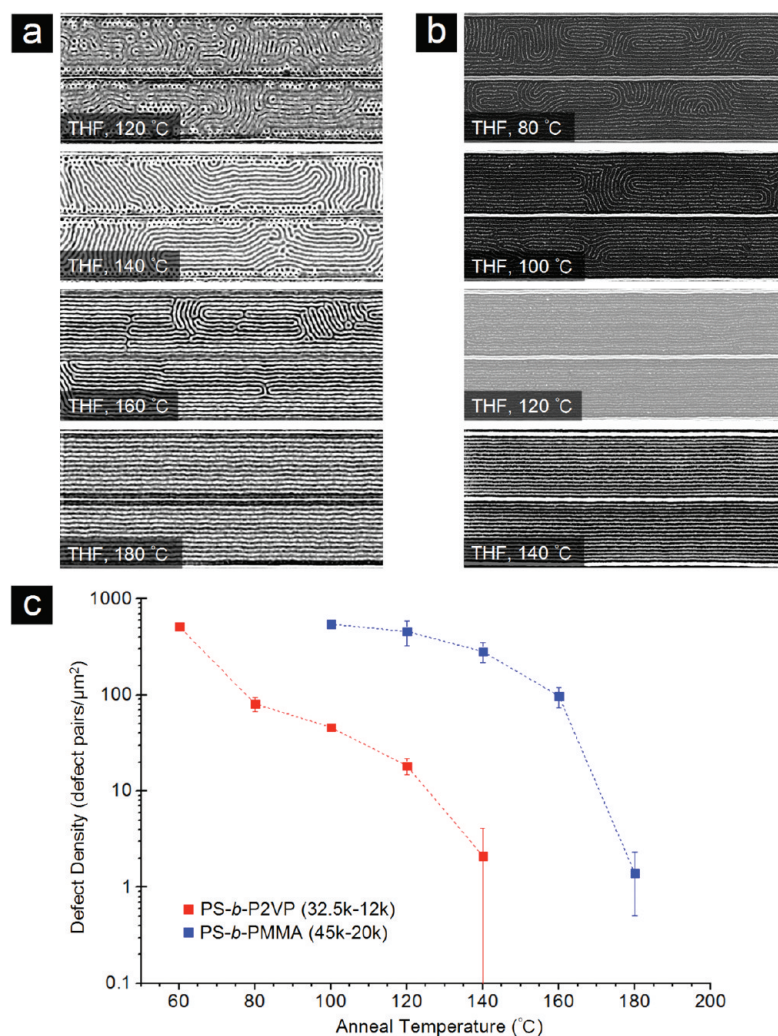 a
THF, 120 °C
THF, 140 °C
THF, 160 °C
THF, 180 °C
b
THF, 80 °C
THF, 100 °C
THF, 120 °C
THF, 140 °C
c
Defect Density (defect pairs/μm²)
1000
100
10
1
0.1
PS-b-P2VP (32.5k-12k)
PS-b-PMMA (45k-20k)
60 80 100 120 140 160 180 200
Anneal Temperature (°C)